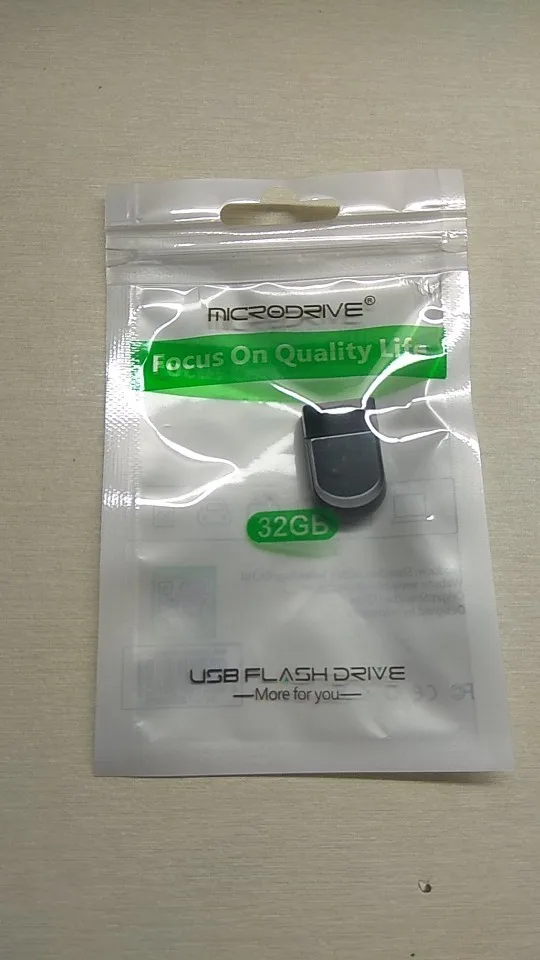 MICRODRIVE®
Focus On Quality Life
32GB
USB FLASH DRIVE
—More for you—